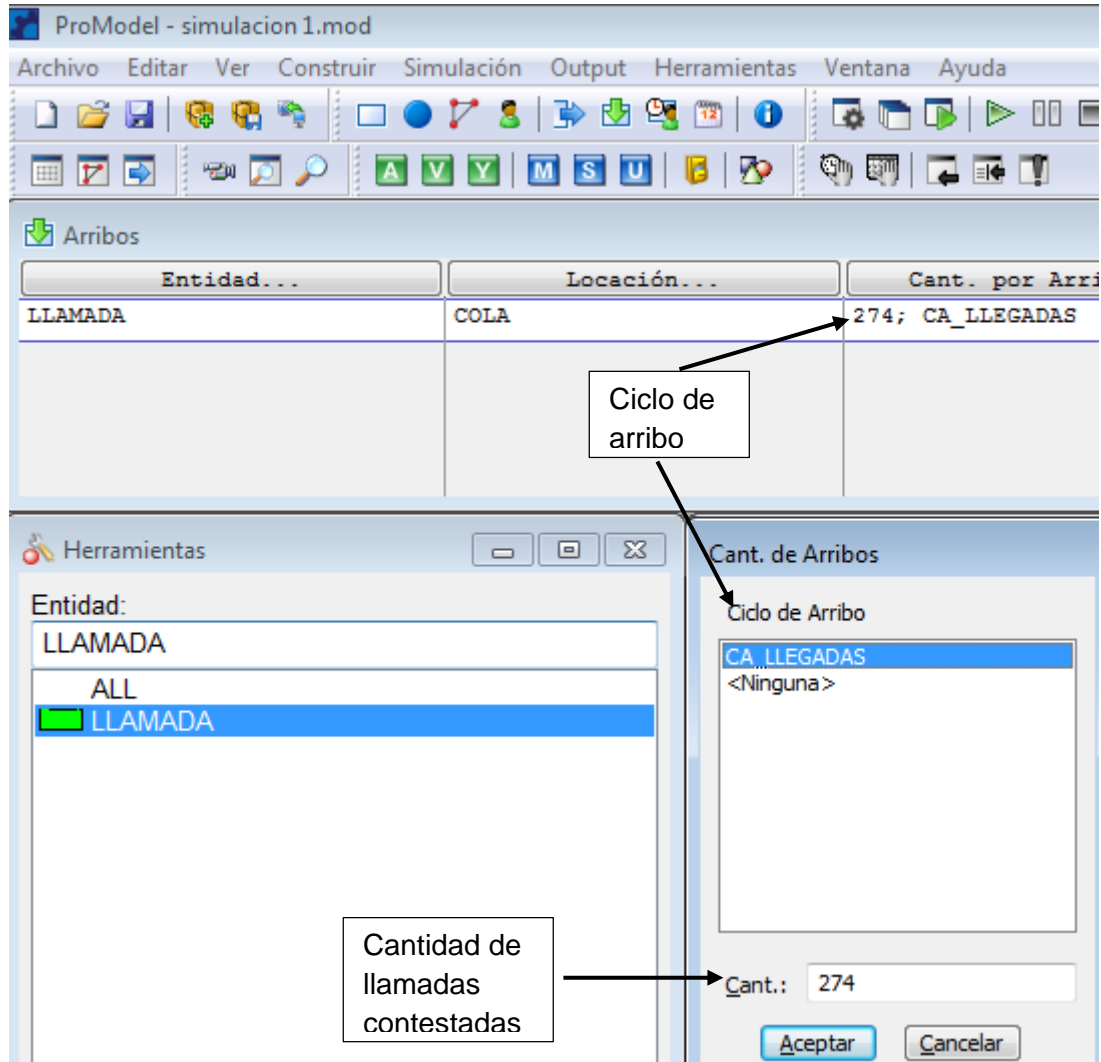 ProModel - simulacion 1.mod
Archivo Editar Ver Construir Simulación Output Herramientas Ventana Ayuda
A V Y M S U
Arribos
Entidad... Locación... Cant. por Arri
LLAMADA COLA 274; CA_LLEGADAS
Ciclo de
arribo
Herramientas
Entidad:
LLAMADA
ALL
LLAMADA
Cant. de Arribos
Ciclo de Arribo
CA_LLEGADAS
<Ninguna>
Cantidad de
llamadas
contestadas
Cant.: 274
Aceptar Cancelar